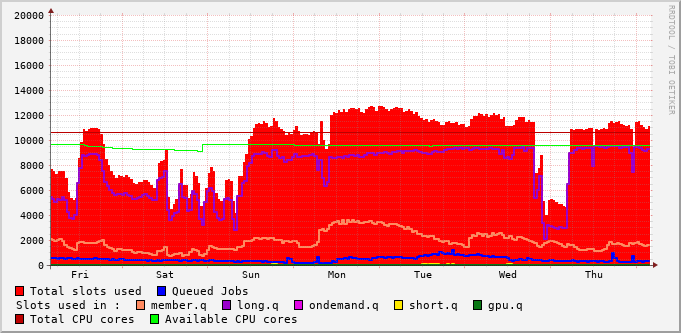 20000
18000
16000
14000
12000
10000
8000
6000
4000
2000
0
Fri Sat Sun Mon Tue Wed Thu
RRDTOOL / TOBI OETIKER
Total slots used Queued Jobs
Slots used in : member.q long.q ondemand.q short.q gpu.q
Total CPU cores Available CPU cores